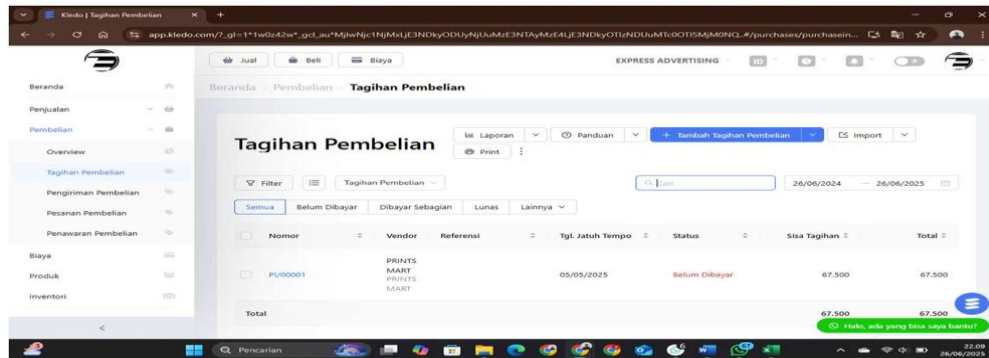 Kledo | Tagihan Pembelian
Jual Beli Biaya EXPRESS ADVERTISING ID
Beranda Beranda Pembelian Tagihan Pembelian
Penjualan
Pembelian
Tagihan Pembelian
Laporan Panduan + Tambah Tagihan Pembelian Import
Print
Overview
Tagihan Pembelian
Pengiriman Pembelian
Pesanan Pembelian
Penawaran Pembelian
Biaya
Produk
Inventori
Filter Tagihan Pembelian Cari 26/06/2024 — 26/06/2025
Semua Belum Dibayar Dibayar Sebagian Lunas Lainnya
Nomor Vendor Referensi Tgl. Jatuh Tempo Status Sisa Tagihan Total
PI/00001 PRINTS MART 05/05/2025 Belum Dibayar 67.500 67.500
PRINTS MART
Total 67.500 67.500
Halo, ada yang bisa saya bantu?
Pencarian
22.09
26/06/2025